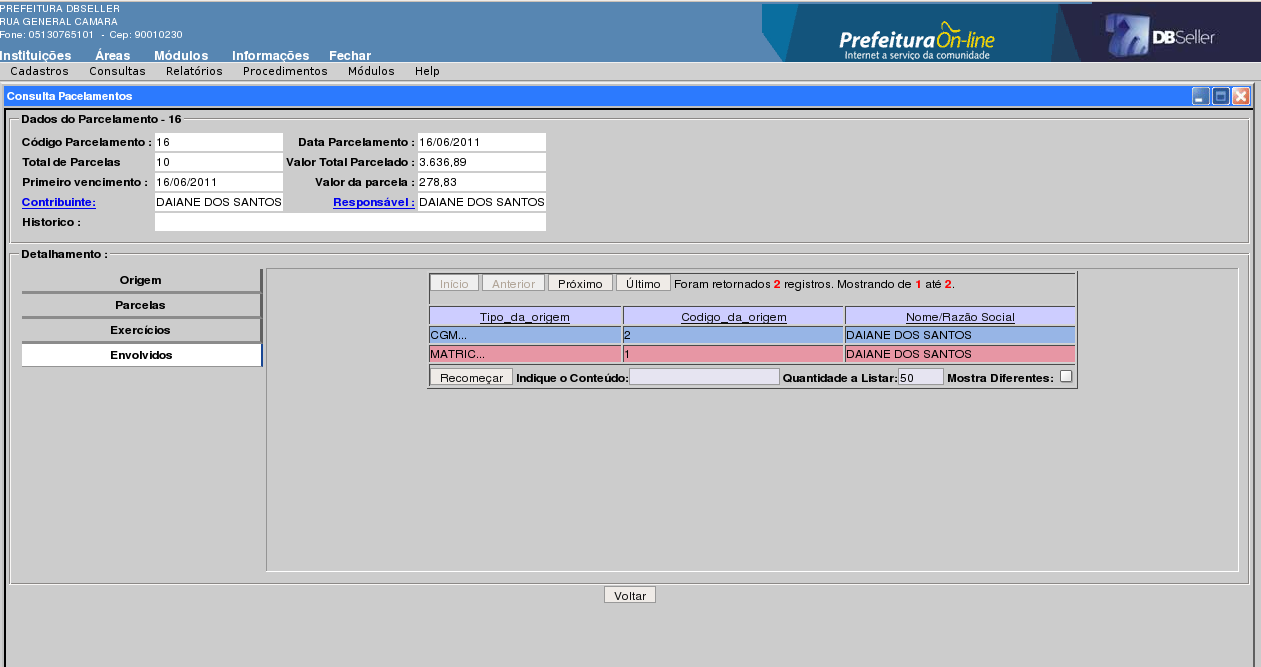 PREFEITURA DBSELLER
RUA GENERAL CAMARA
Fone: 05130765101 - Cep: 90010230
PrefeituraOn-line
Internet a serviço da comunidade
DBSeller
Instituições Áreas Módulos Informações Fechar
Cadastros Consultas Relatórios Procedimentos Módulos Help
Consulta Pacelamentos
Dados do Parcelamento - 16
Código Parcelamento : 16 Data Parcelamento : 16/06/2011
Total de Parcelas 10 Valor Total Parcelado : 3.636,89
Primeiro vencimento : 16/06/2011 Valor da parcela : 278,83
Contribuinte: DAIANE DOS SANTOS Responsável : DAIANE DOS SANTOS
Historico :
Detalhamento :
Origem
Parcelas
Exercícios
Envolvidos
Início Anterior Próximo Último Foram retornados 2 registros. Mostrando de 1 até 2.
Tipo_da_origem Codigo_da_origem Nome/Razão Social
CGM... 2 DAIANE DOS SANTOS
MATRIC... 1 DAIANE DOS SANTOS
Recomeçar Indique o Conteúdo: Quantidade a Listar: 50 Mostra Diferentes:
Voltar